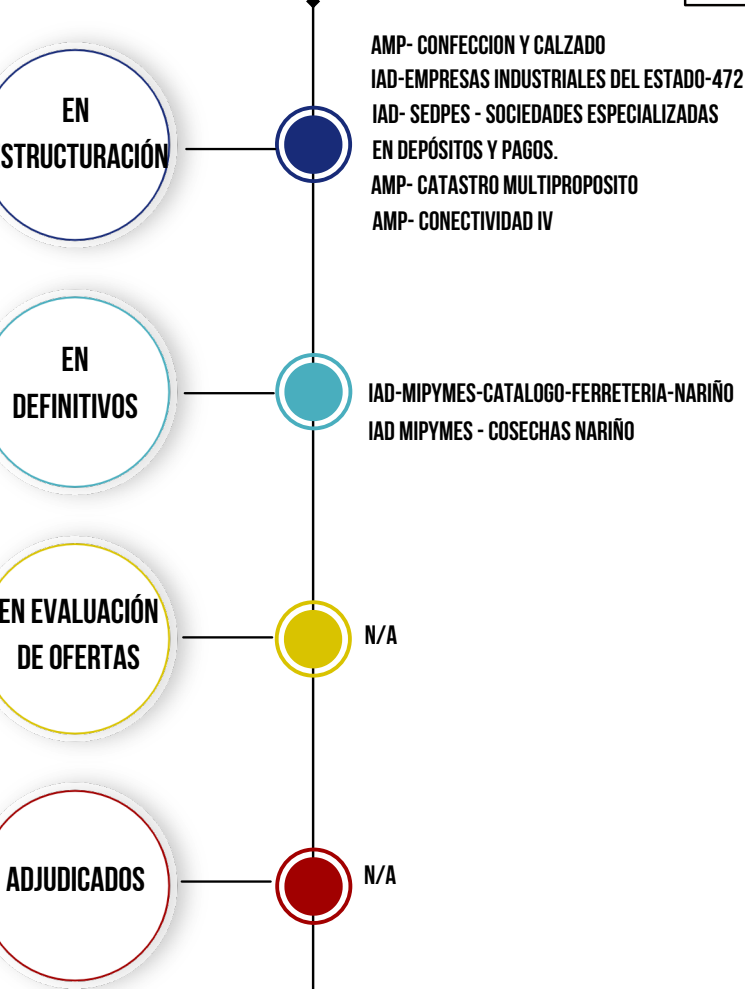 EN
STRUCTURACIÓN
AMP- CONFECCION Y CALZADO
IAD-EMPRESAS INDUSTRIALES DEL ESTADO-472
IAD- SEDPES - SOCIEDADES ESPECIALIZADAS
EN DEPÓSITOS Y PAGOS.
AMP- CATASTRO MULTIPROPOSITO
AMP- CONECTIVIDAD IV
EN
DEFINITIVOS
IAD-MIPYMES-CATALOGO-FERRETERIA-NARIÑO
IAD MIPYMES - COSECHAS NARIÑO
EN EVALUACIÓN
DE OFERTAS
N/A
ADJUDICADOS
N/A